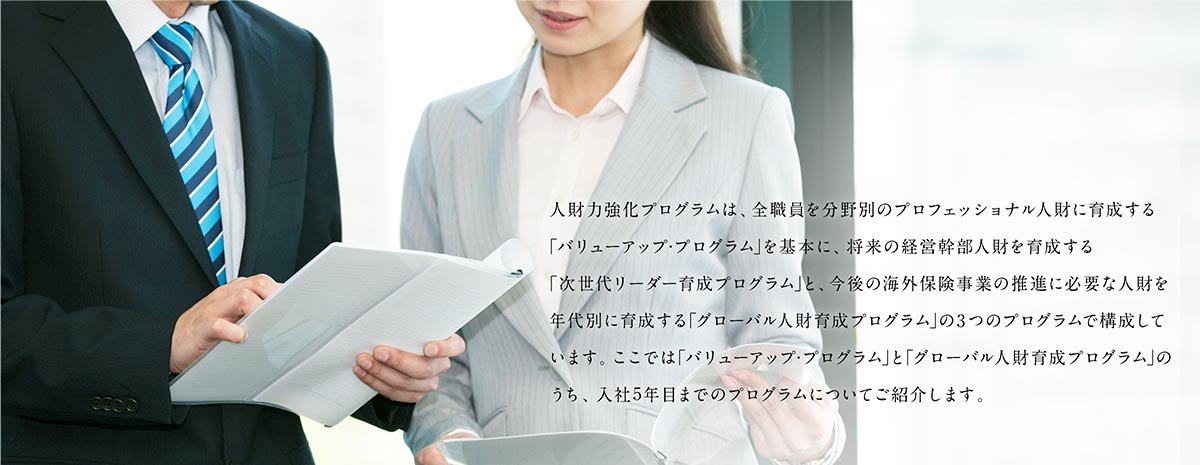 人財力強化プログラムは、全職員を分野別のプロフェッショナル人財に育成する
「バリューアップ・プログラム」を基本に、将来の経営幹部人財を育成する
「次世代リーダー育成プログラム」と、今後の海外保険事業の推進に必要な人財を
年代別に育成する「グローバル人財育成プログラム」の3つのプログラムで構成して
います。ここでは「バリューアップ・プログラム」と「グローバル人財育成プログラム」の
うち、入社5年目までのプログラムについてご紹介します。